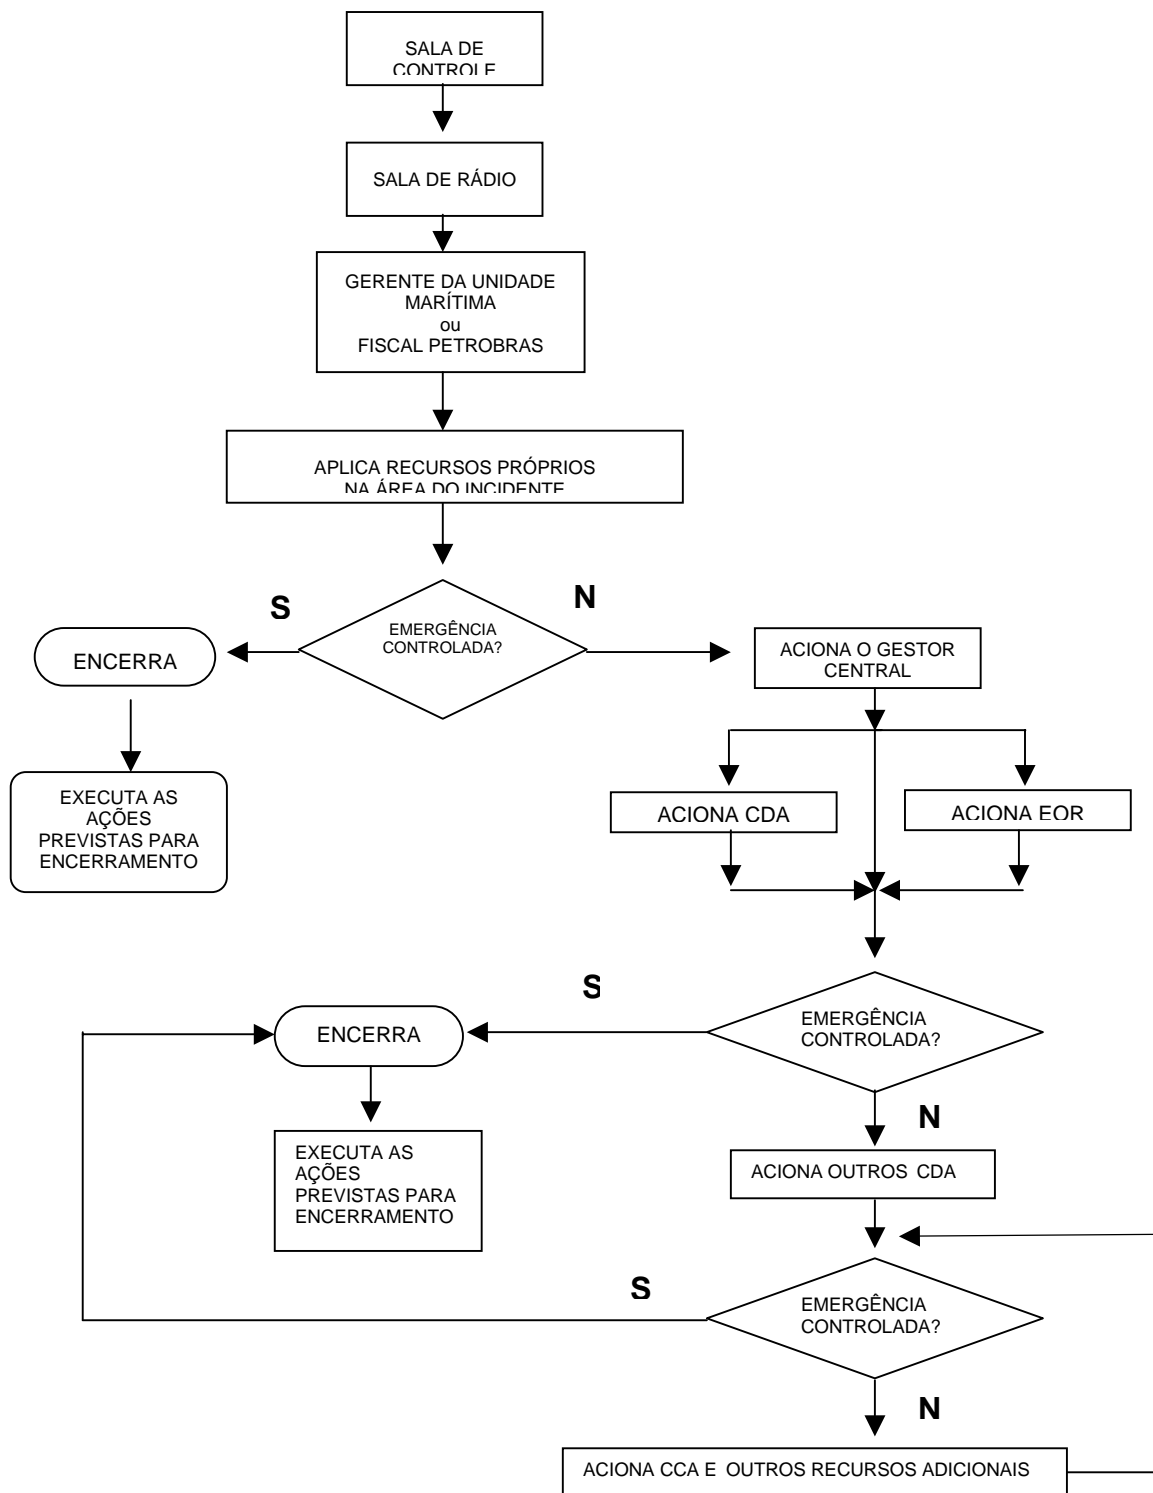 SALA DE
CONTROLE
SALA DE RÁDIO
GERENTE DA UNIDADE
MARÍTIMA
ou
FISCAL PETROBRAS
APLICA RECURSOS PRÓPRIOS
NA ÁREA DO INCIDENTE
S
N
EMERGÊNCIA
CONTROLADA?
ENCERRA
ACIONA O GESTOR
CENTRAL
EXECUTA AS
AÇÕES
PREVISTAS PARA
ENCERRAMENTO
ACIONA CDA
ACIONA EOR
S
ENCERRA
EMERGÊNCIA
CONTROLADA?
N
EXECUTA AS
AÇÕES
PREVISTAS PARA
ENCERRAMENTO
ACIONA OUTROS CDA
S
EMERGÊNCIA
CONTROLADA?
N
ACIONA CCA E OUTROS RECURSOS ADICIONAIS